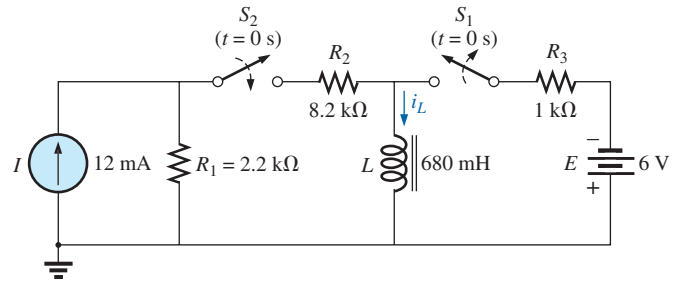 S₂
(t = 0 s)
S₁
(t = 0 s)
R₂
8.2 kΩ
R₃
1 kΩ
i_L
I
12 mA
R₁ = 2.2 kΩ
L
680 mH
E
−
+
6 V